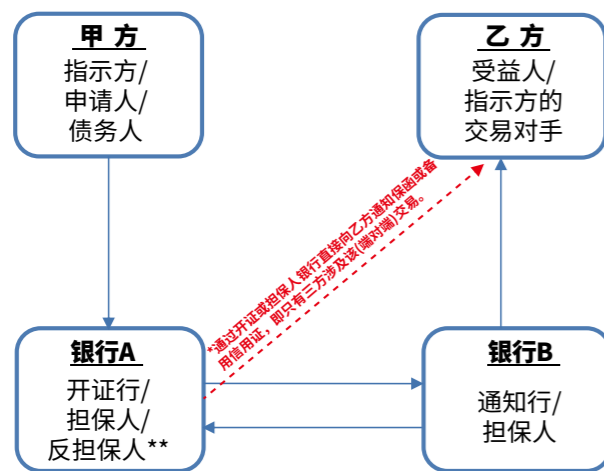 甲 方
指示方/
申请人/
债务人
乙 方
受益人/
指示方的
交易对手
*通过开证或担保人银行直接向乙方通知保函或备
用信用证，即只有三方涉及该(端对端)交易。
银行A
开证行/
担保人/
反担保人**
银行B
通知行/
担保人